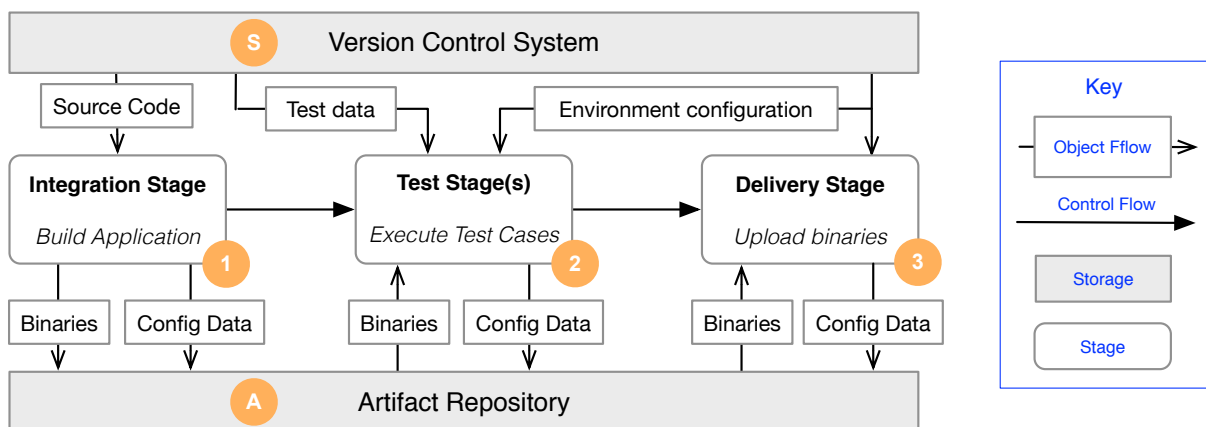 S
Version Control System
Source Code
Test data
Environment configuration
Integration Stage
Build Application
1
Test Stage(s)
Execute Test Cases
2
Delivery Stage
Upload binaries
3
Binaries
Config Data
Binaries
Config Data
Binaries
Config Data
A
Artifact Repository
Key
Object Fflow
Control Flow
Storage
Stage